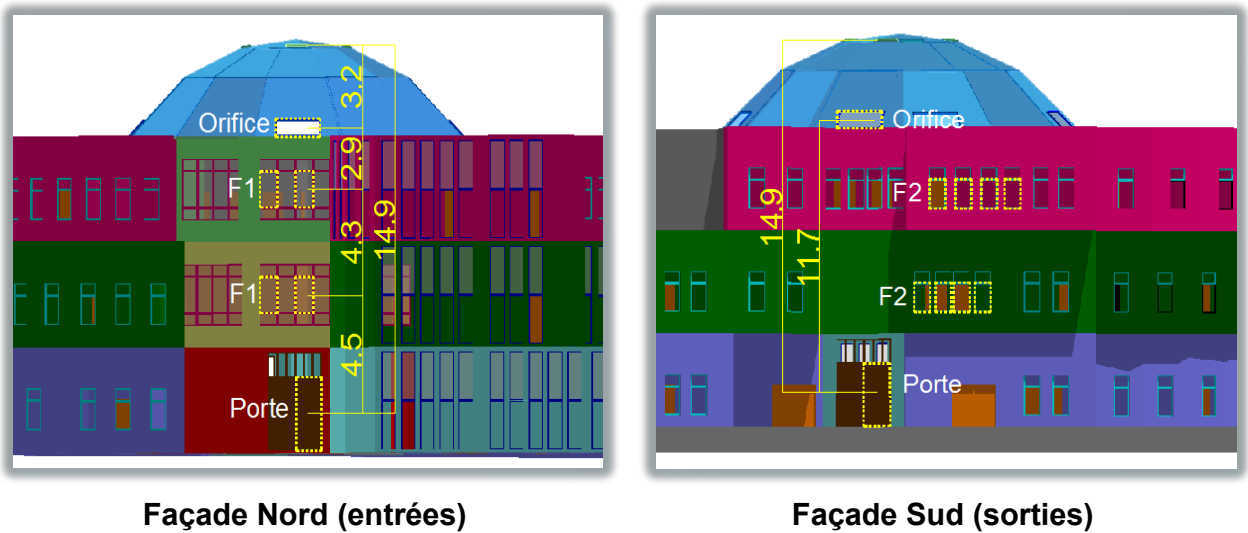 3.2
Orifice
2.9
F1
14.9
4.3
F1
4.5
Porte
Orifice
F2
14.9
11.7
F2
Porte
Façade Nord (entrées)
Façade Sud (sorties)